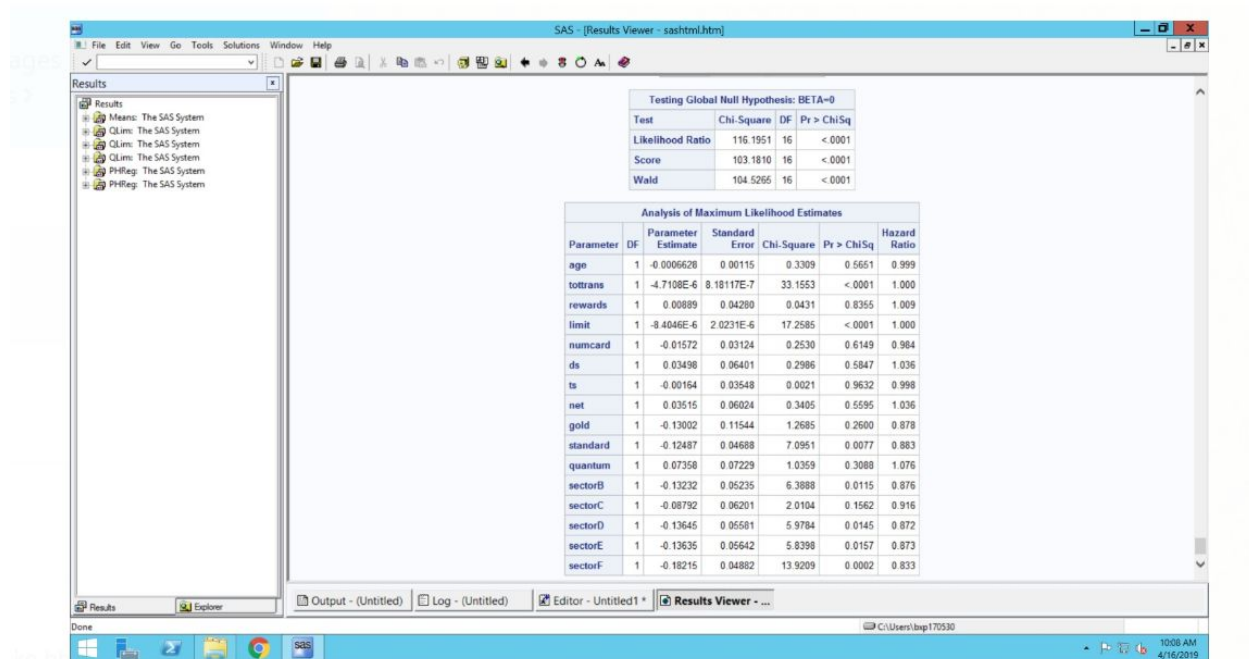 SAS - [Results Viewer - sashtml.htm]
File Edit View Go Tools Solutions Window Help
Results
Results
Means: The SAS System
QLim: The SAS System
QLim: The SAS System
QLim: The SAS System
PHReg: The SAS System
PHReg: The SAS System
Testing Global Null Hypothesis: BETA=0
Test Chi-Square DF Pr > ChiSq
Likelihood Ratio 116.1951 16 <.0001
Score 103.1810 16 <.0001
Wald 104.5265 16 <.0001
Analysis of Maximum Likelihood Estimates
Parameter DF Parameter Estimate Standard Error Chi-Square Pr > ChiSq Hazard Ratio
age 1 -0.0006628 0.00115 0.3309 0.5651 0.999
tottrans 1 -4.7108E-6 8.18117E-7 33.1553 <.0001 1.000
rewards 1 0.00889 0.04280 0.0431 0.8355 1.009
limit 1 -8.4046E-6 2.0231E-6 17.2585 <.0001 1.000
numcard 1 -0.01572 0.03124 0.2530 0.6149 0.984
ds 1 0.03498 0.06401 0.2986 0.5847 1.036
ts 1 -0.00164 0.03548 0.0021 0.9632 0.998
net 1 0.03515 0.06024 0.3405 0.5595 1.036
gold 1 -0.13002 0.11544 1.2685 0.2600 0.878
standard 1 -0.12487 0.04688 7.0951 0.0077 0.883
quantum 1 0.07358 0.07229 1.0359 0.3088 1.076
sectorB 1 -0.13232 0.05235 6.3888 0.0115 0.876
sectorC 1 -0.08792 0.06201 2.0104 0.1562 0.916
sectorD 1 -0.13645 0.05581 5.9784 0.0145 0.872
sectorE 1 -0.13635 0.05642 5.8398 0.0157 0.873
sectorF 1 -0.18215 0.04882 13.9209 0.0002 0.833
Results Explorer
Output - (Untitled) Log - (Untitled) Editor - Untitled1 * Results Viewer - ...
Done
C:\Users\bxp170530
sas
10:08 AM
4/16/2019